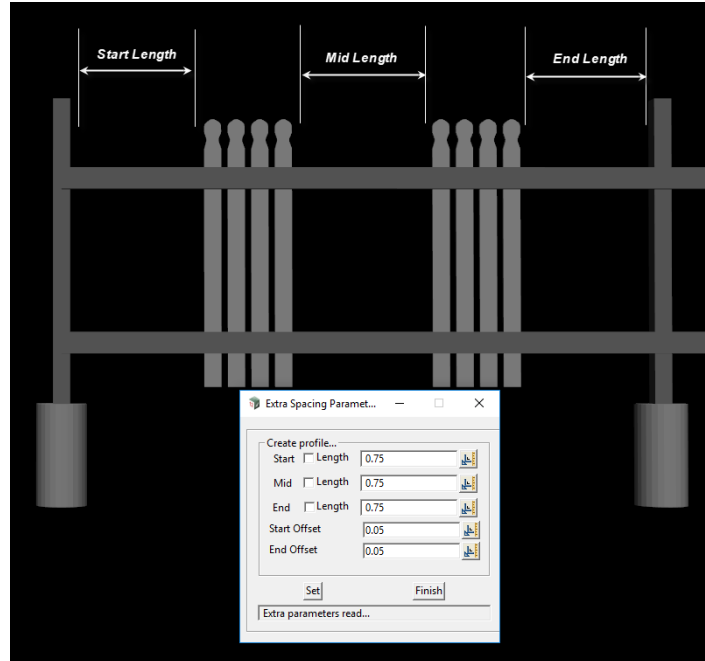 Start Length
Mid Length
End Length
Extra Spacing Paramet...
Create profile...
Start Length 0.75
Mid Length 0.75
End Length 0.75
Start Offset 0.05
End Offset 0.05
Set Finish
Extra parameters read...